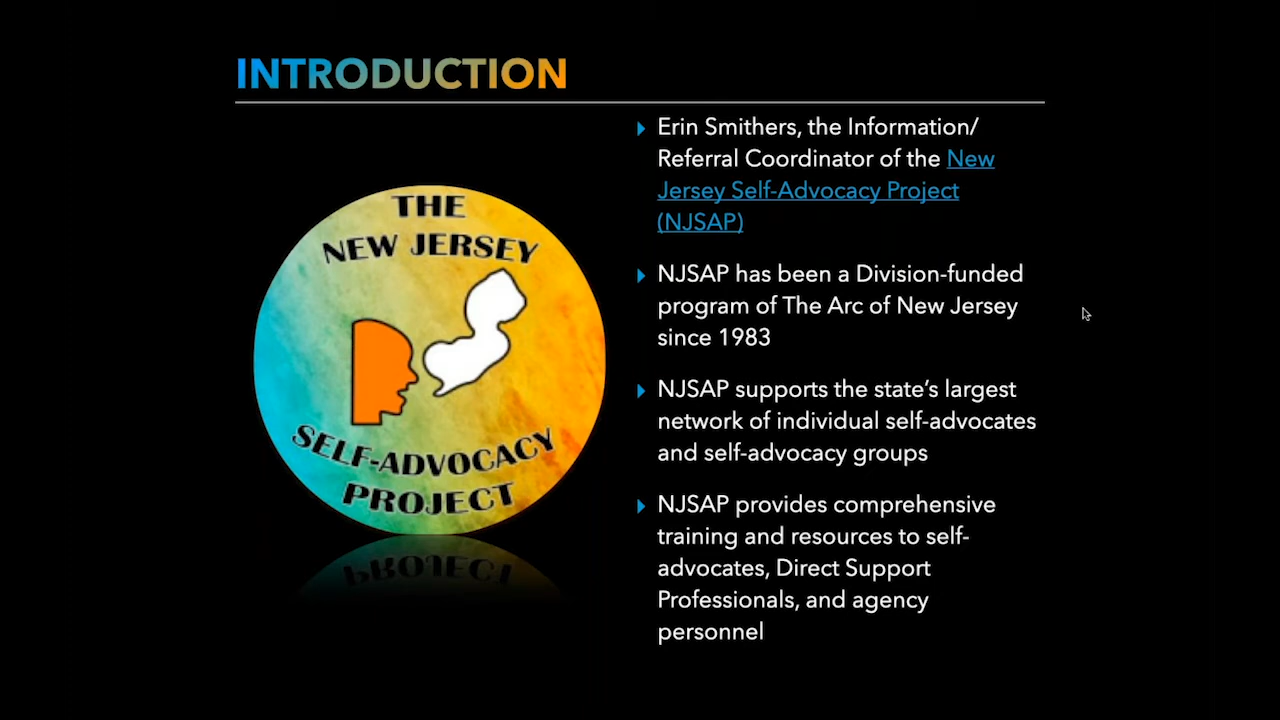 INTRODUCTION
THE
NEW JERSEY
SELF-ADVOCACY
PROJECT
PROJECT
Erin Smithers, the Information/
Referral Coordinator of the New
Jersey Self-Advocacy Project
(NJSAP)
NJSAP has been a Division-funded
program of The Arc of New Jersey
since 1983
NJSAP supports the state’s largest
network of individual self-advocates
and self-advocacy groups
NJSAP provides comprehensive
training and resources to self-
advocates, Direct Support
Professionals, and agency
personnel